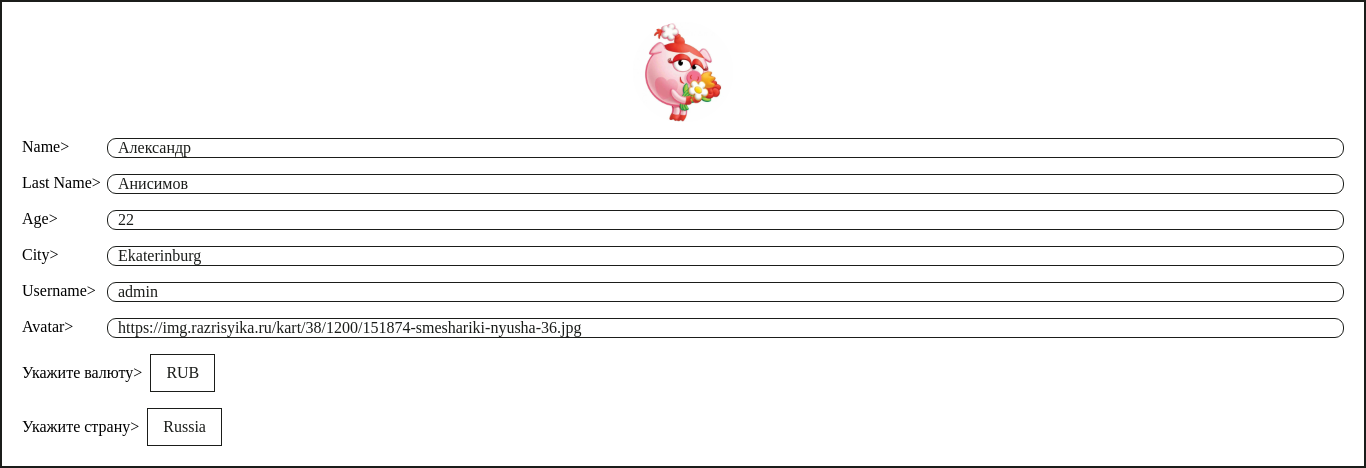 Name> Александр
Last Name> Анисимов
Age> 22
City> Ekaterinburg
Username> admin
Avatar> https://img.razrisyika.ru/kart/38/1200/151874-smeshariki-nyusha-36.jpg
Укажите валюту> RUB
Укажите страну> Russia